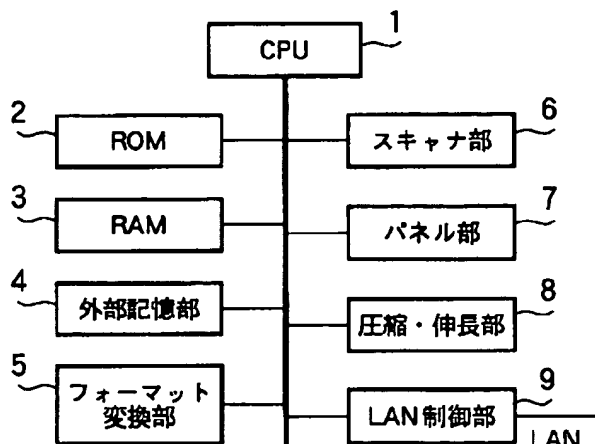 1
CPU
2
ROM
6
スキャナ部
3
RAM
7
パネル部
4
外部記憶部
8
圧縮・伸長部
5
フォーマット
変換部
9
LAN制御部
LAN